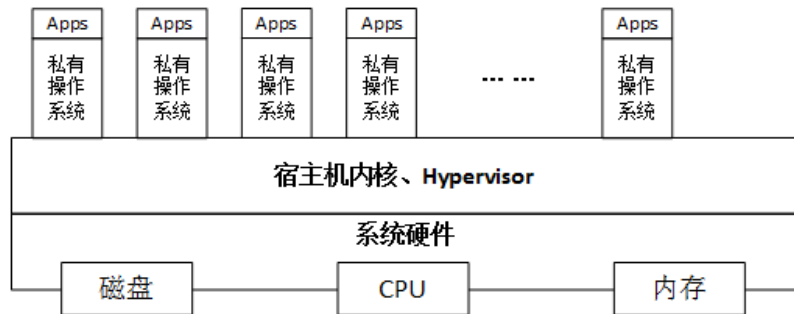 Apps Apps Apps Apps Apps
私有 私有 私有 私有 私有
操作 操作 操作 操作 ... ... 操作
系统 系统 系统 系统 系统
宿主机内核、Hypervisor
系统硬件
磁盘 CPU 内存